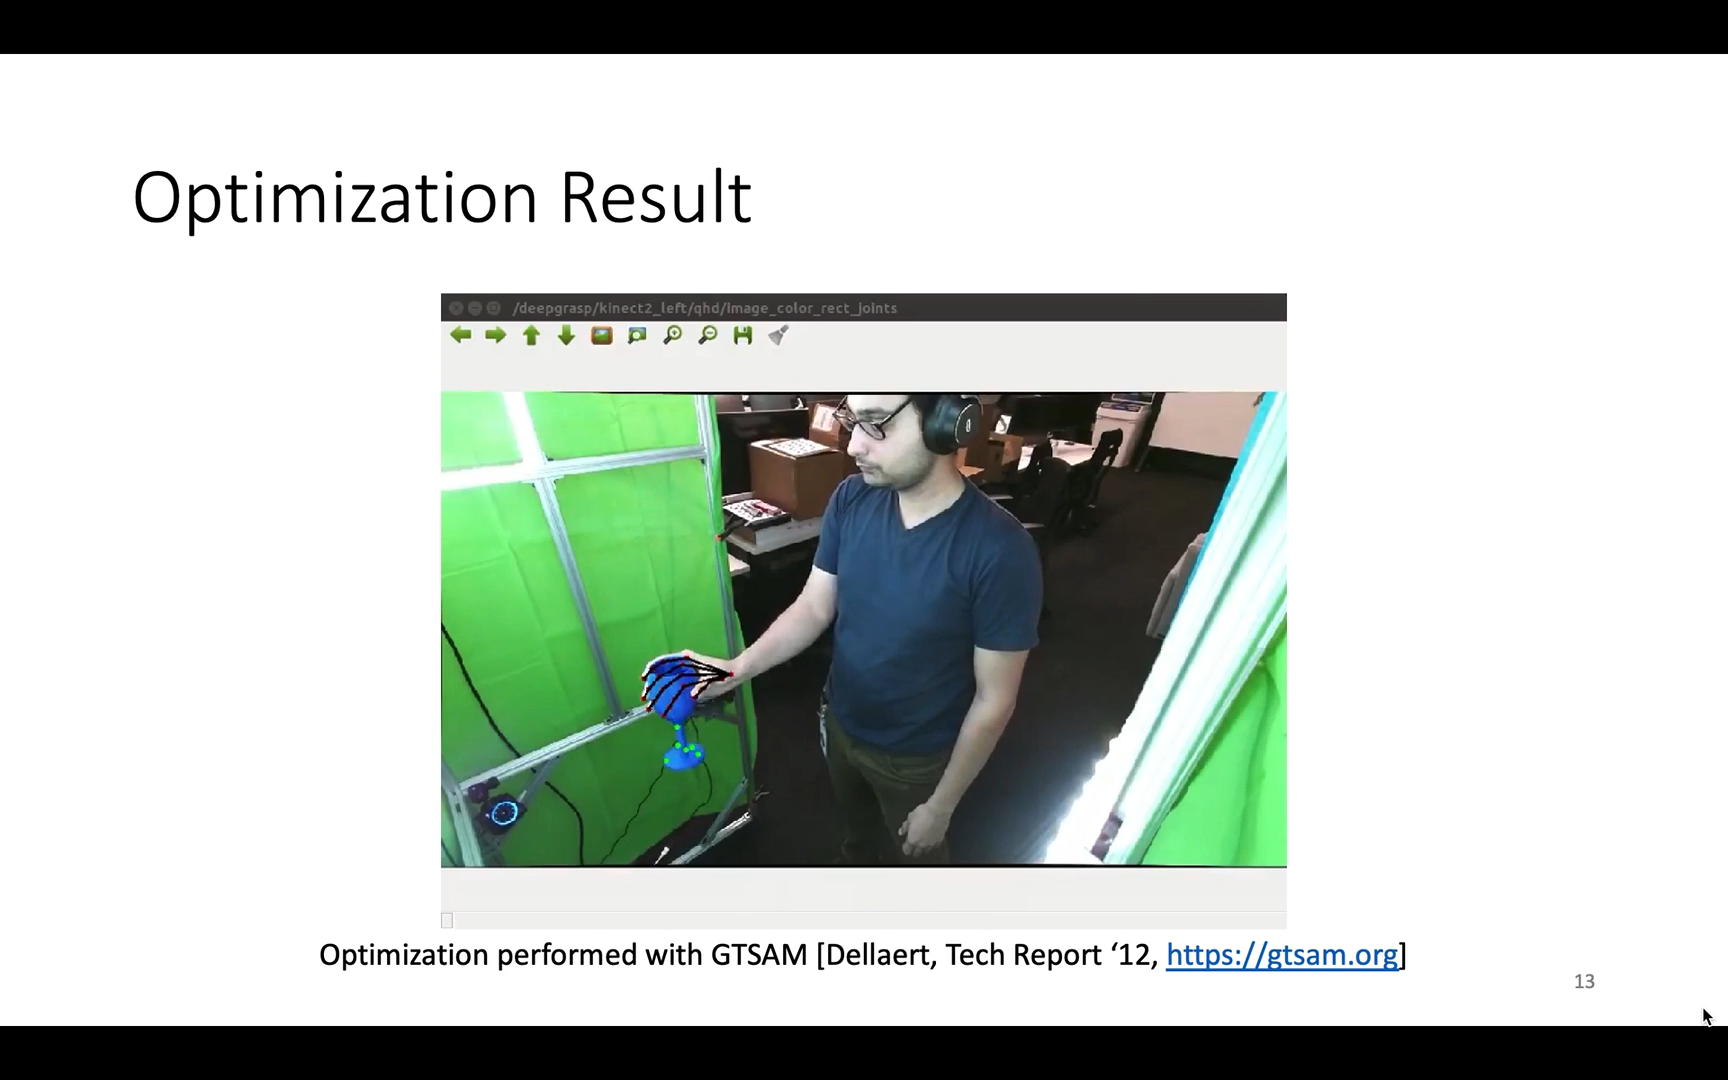 Optimization Result
/deepgrasp/kinect2_left/qhd/image_color_rect_joints
Optimization performed with GTSAM [Dellaert, Tech Report ‘12, https://gtsam.org]
13